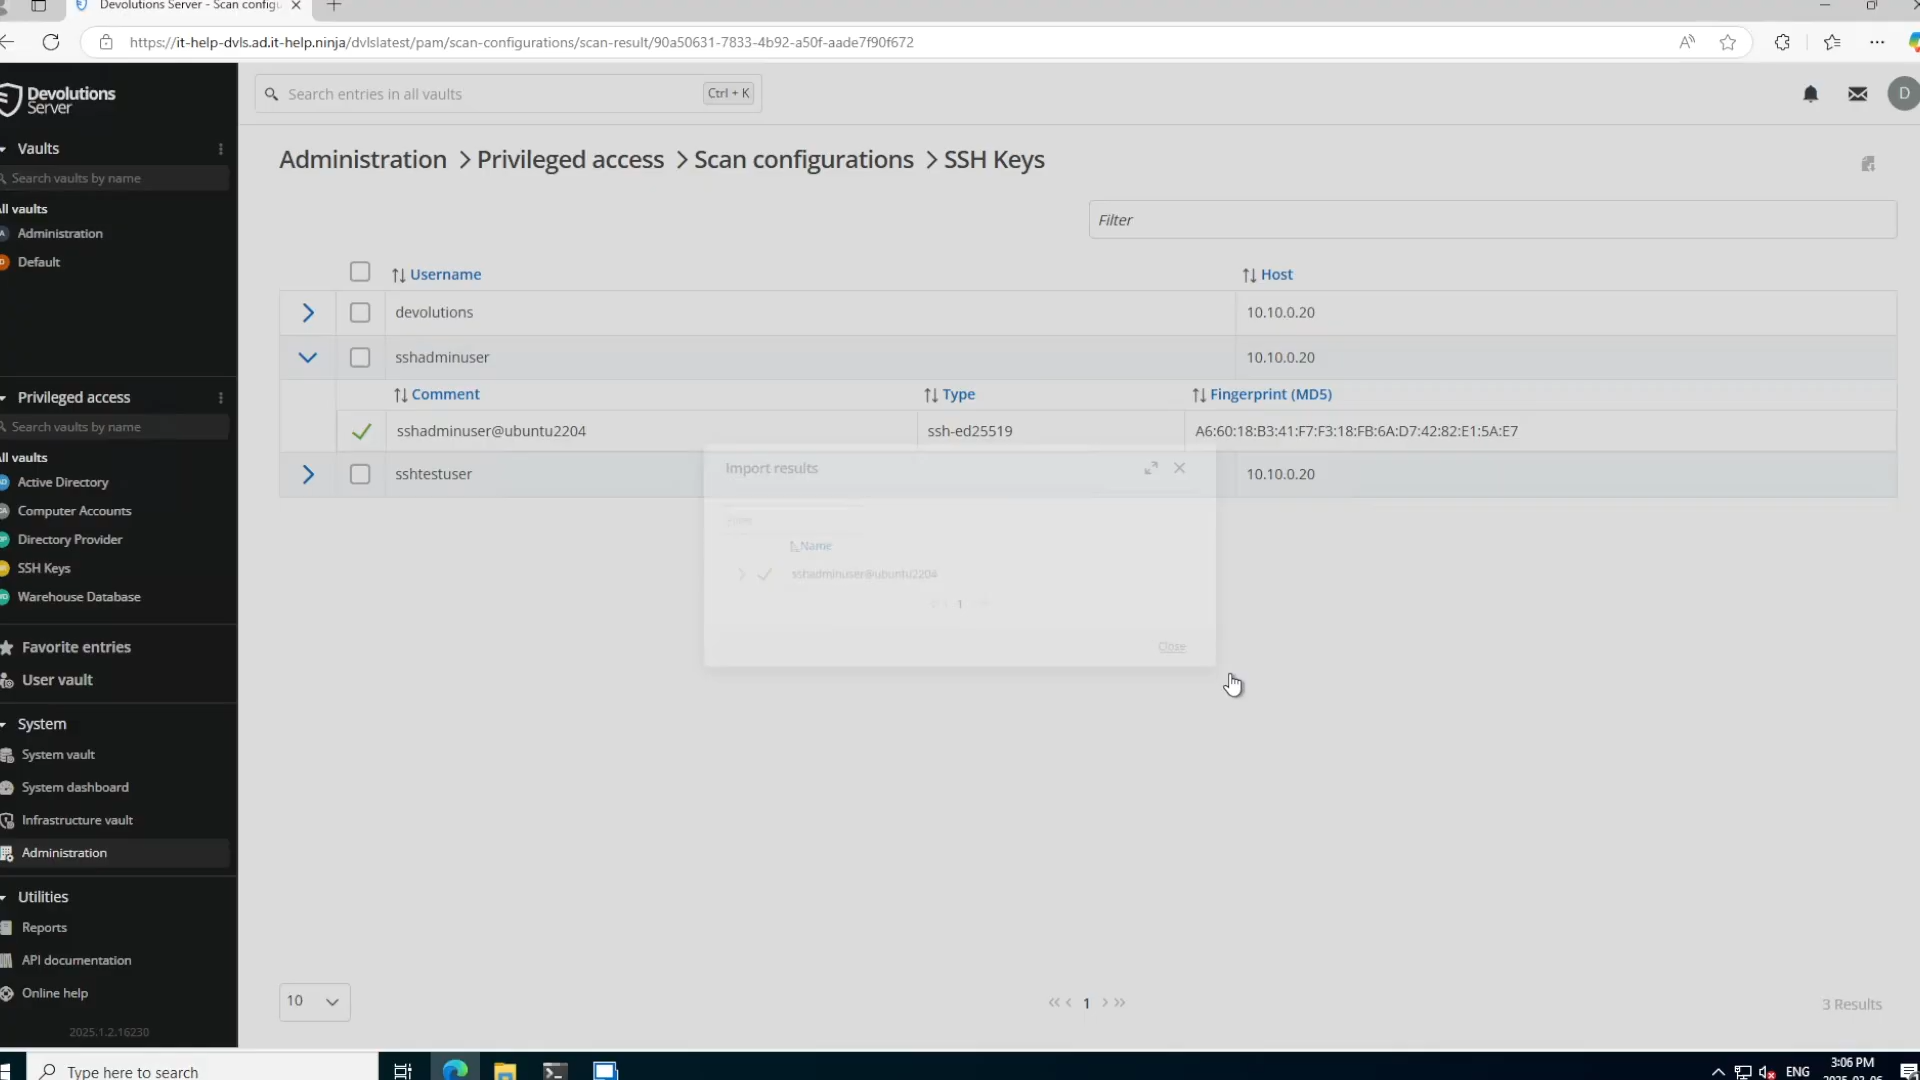 Devolutions Server - Scan configu
https://it-help-dvls.ad.it-help.ninja/dvlslatest/pam/scan-configurations/scan-result/90a50631-7833-4b92-a50f-aade7f90f672
Devolutions
Server
Search entries in all vaults
Ctrl + K
D
Vaults
Search vaults by name
ll vaults
Administration
Default
Privileged access
Search vaults by name
ll vaults
Active Directory
Computer Accounts
Directory Provider
SSH Keys
Warehouse Database
Favorite entries
User vault
System
System vault
System dashboard
Infrastructure vault
Administration
Utilities
Reports
API documentation
Online help
2025.1.2.16230
Administration > Privileged access > Scan configurations > SSH Keys
Filter
Username Host
devolutions 10.10.0.20
sshadminuser 10.10.0.20
Comment Type Fingerprint (MD5)
sshadminuser@ubuntu2204 ssh-ed25519 A6:60:18:B3:41:F7:F3:18:FB:6A:D7:42:82:E1:5A:E7
sshtestuser 10.10.0.20
Import results
Name
sshadminuser@ubuntu2204
1
Close
10
1
3 Results
Type here to search
ENG
3:06 PM